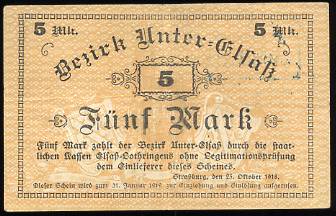 5 Mk. 5 Mk.
Bezirk Unter-Elsaß
5
Fünf Mark
Fünf Mark zahlt der Bezirk Unter-Elsaß durch die staat-
lichen Kassen Elsaß-Lothringens ohne Legitimationsprüfung
dem Einlieferer dieses Scheines.
Straßburg, den 25. Oktober 1918.
Dieser Schein wird zum 31. Januar 1919 zur Einziehung und Einlösung aufgerufen.